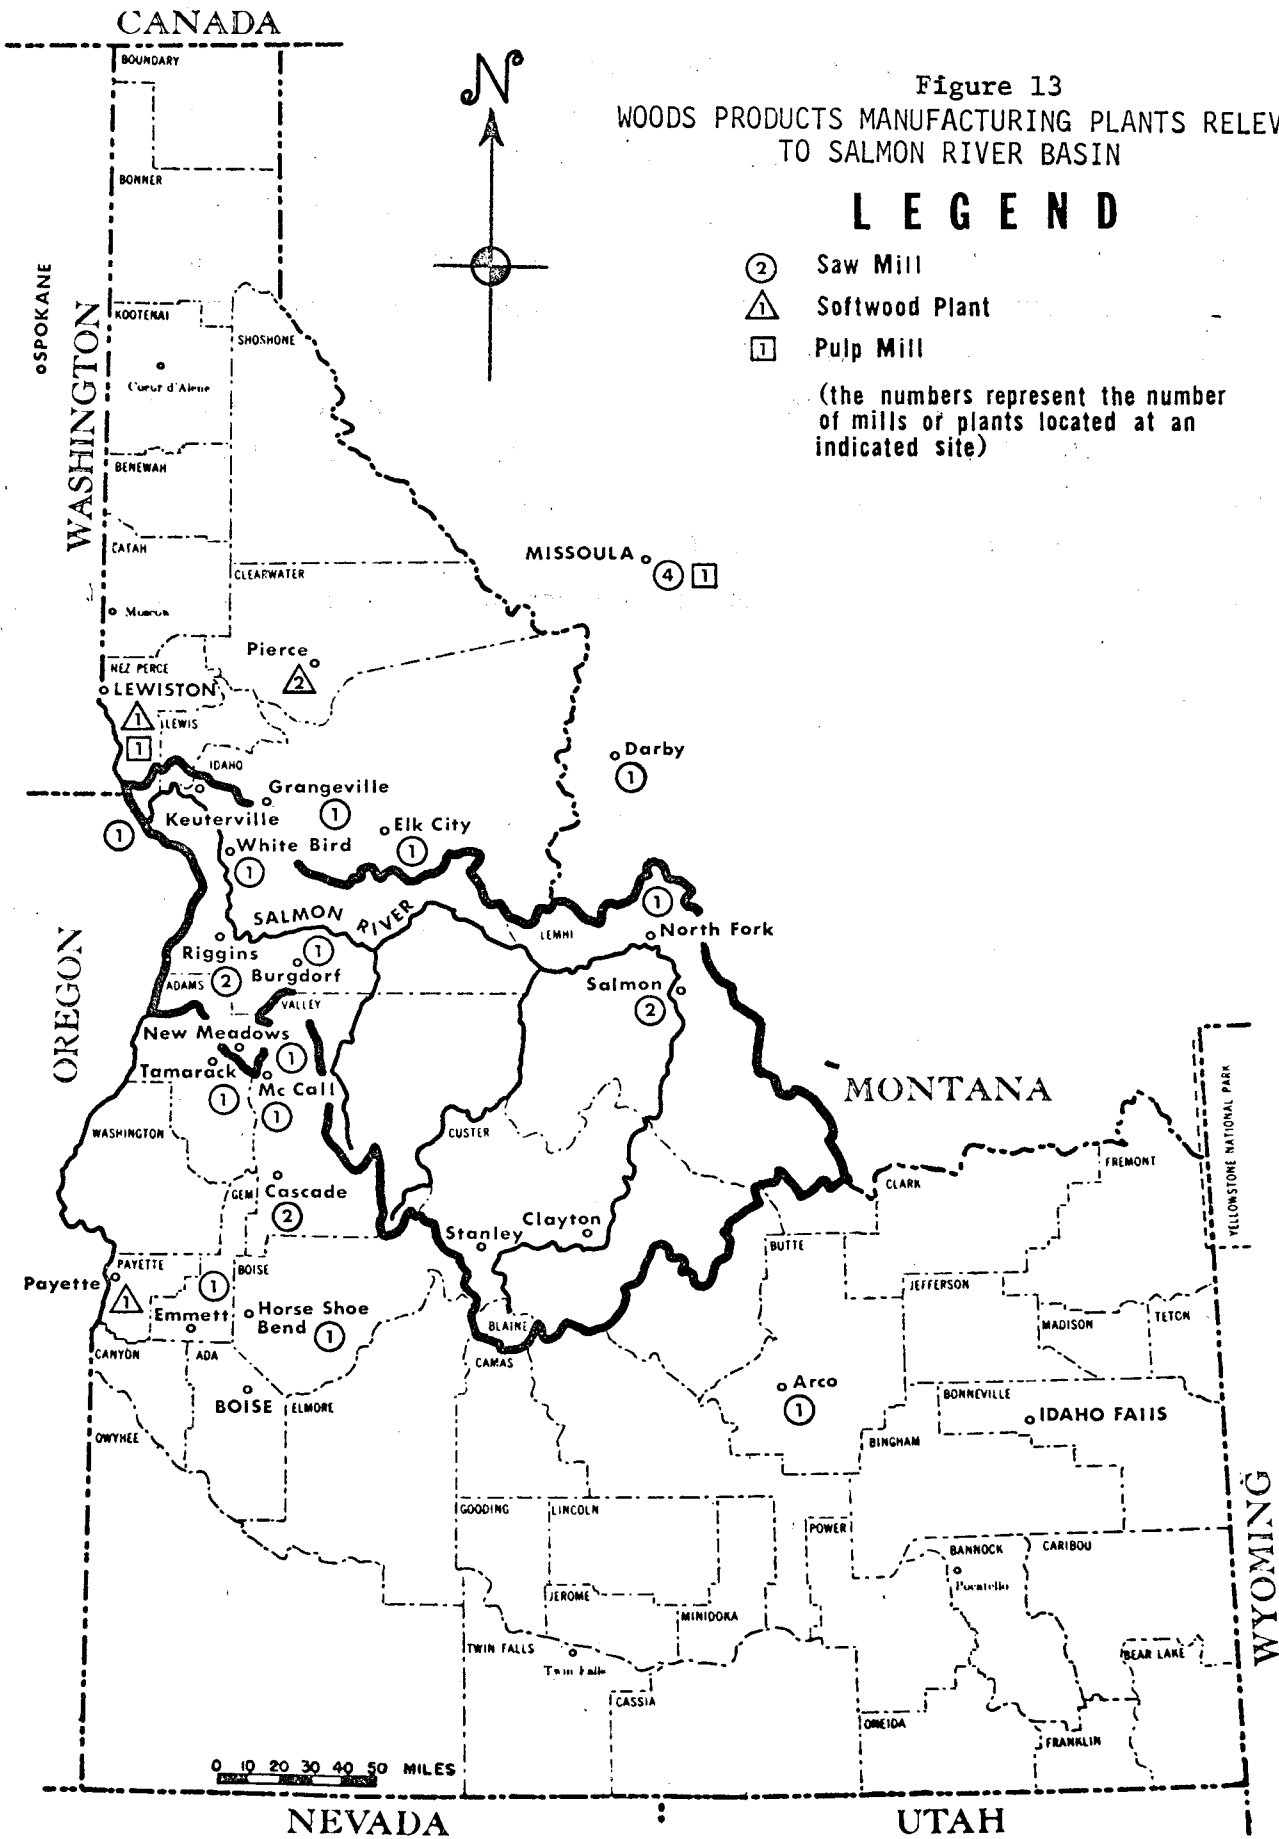 CANADA
BOUNDARY
N
Figure 13
WOODS PRODUCTS MANUFACTURING PLANTS RELEV
TO SALMON RIVER BASIN
LEGEND
2 Saw Mill
1 Softwood Plant
1 Pulp Mill
(the numbers represent the number
of mills or plants located at an
indicated site)
BONNER
SPOKANE
WASHINGTON
KOOTENAI
SHOSHONE
Coeur d'Alene
BENEWAH
CATAH
CLEARWATER
MISSOULA
4 1
Moscow
Pierce
2
NEZ PERCE
LEWISTON
1
LEWIS
1
IDAHO
Darby
1
Grangeville
1
Keuterville
1
Elk City
1
White Bird
1
SALMON RIVER
1
North Fork
LEMHI
OREGON
Riggins
2
1
Burgdorf
ADAMS
VALLEY
Salmon
2
New Meadows
1
Tamarack
1
Mc Call
1
MONTANA
YELLOWSTONE NATIONAL PARK
WASHINGTON
CUSTER
FREMONT
CLARK
GEM
Cascade
2
Stanley
Clayton
BUTTE
PAYETTE
BOISE
Payette
1
1
Emmett
Horse Shoe
Bend 1
JEFFERSON
MADISON
TETON
BLAINE
CANYON
ADA
CAMAS
BOISE
ELMORE
Arco
1
BONNEVILLE
IDAHO FAllS
OWYHEE
BINGHAM
GOODING
LINCOLN
POWER
BANNOCK
CARIBOU
Pocatello
WYOMING
JEROME
MINIDOKA
TWIN FALLS
Twin Falls
BEAR LAKE
CASSIA
ONEIDA
FRANKLIN
0 10 20 30 40 50 MILES
NEVADA
UTAH